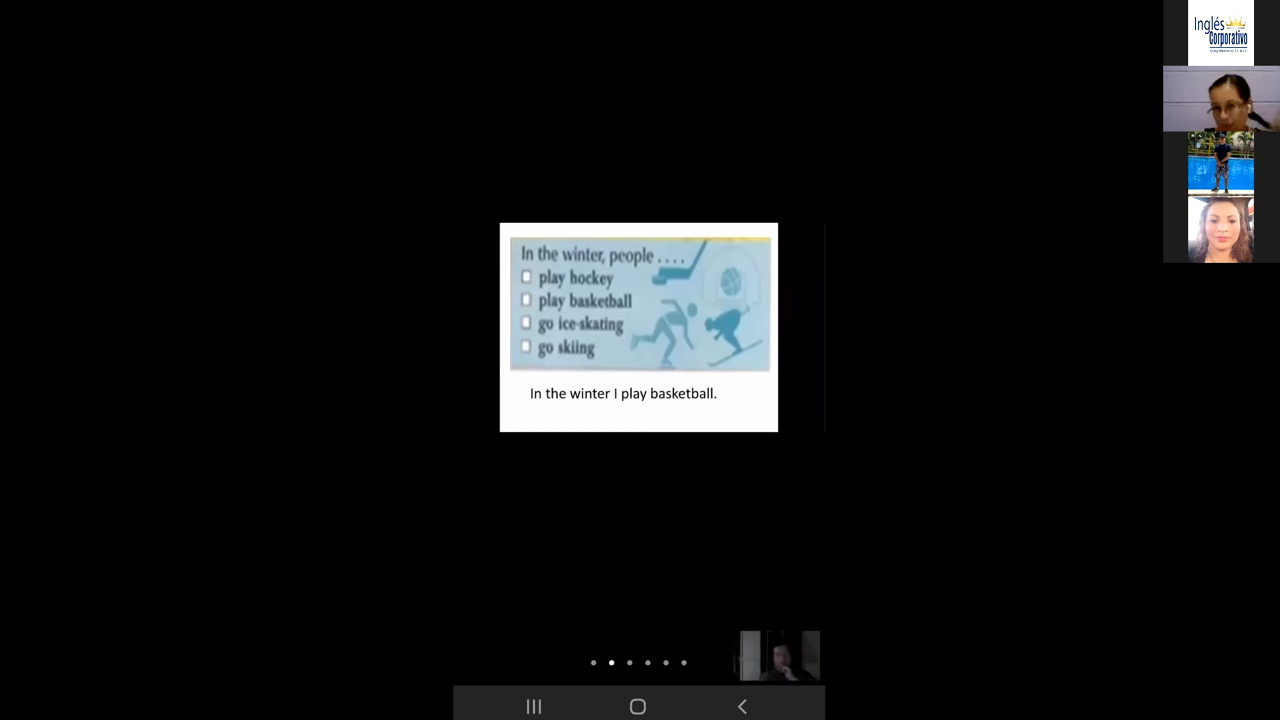 Inglés
Corporativo
In the winter, people . . . .
play hockey
play basketball
go ice-skating
go skiing
In the winter I play basketball.